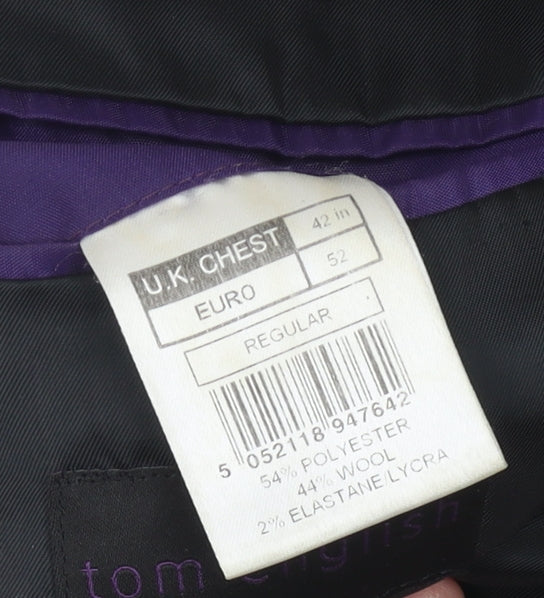 U.K. CHEST 42 in
EURO 52
REGULAR
5 052118 947642
54% POLYESTER
44% WOOL
2% ELASTANE/LYCRA
tom english